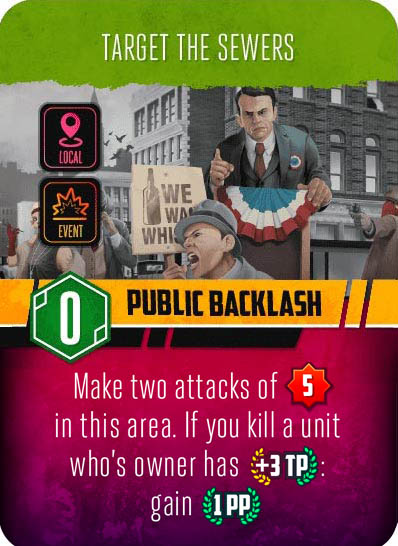 TARGET THE SEWERS
LOCAL
EVENT
WE
WA
WHI
0
PUBLIC BACKLASH
Make two attacks of 5
in this area. If you kill a unit
who's owner has +3 TP :
gain 1 PP